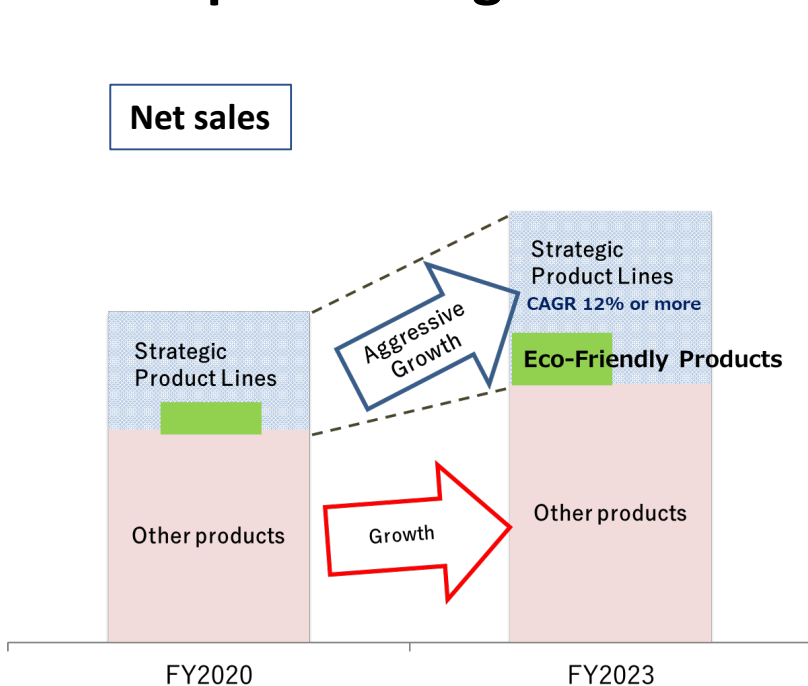 Net sales
Strategic
Product Lines
CAGR 12% or more
Eco-Friendly Products
Aggressive
Growth
Strategic
Product Lines
Other products
Growth
Other products
FY2020
FY2023